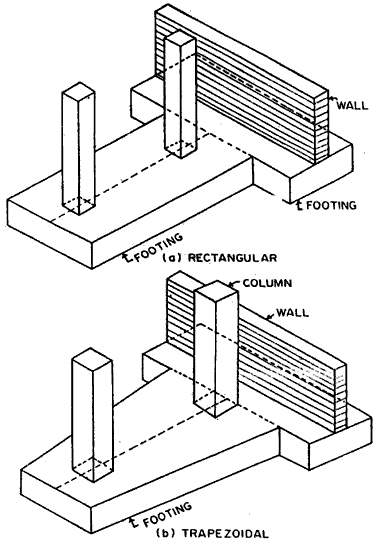 WALL
FOOTING
FOOTING
(a) RECTANGULAR
COLUMN
WALL
FOOTING
(b) TRAPEZOIDAL